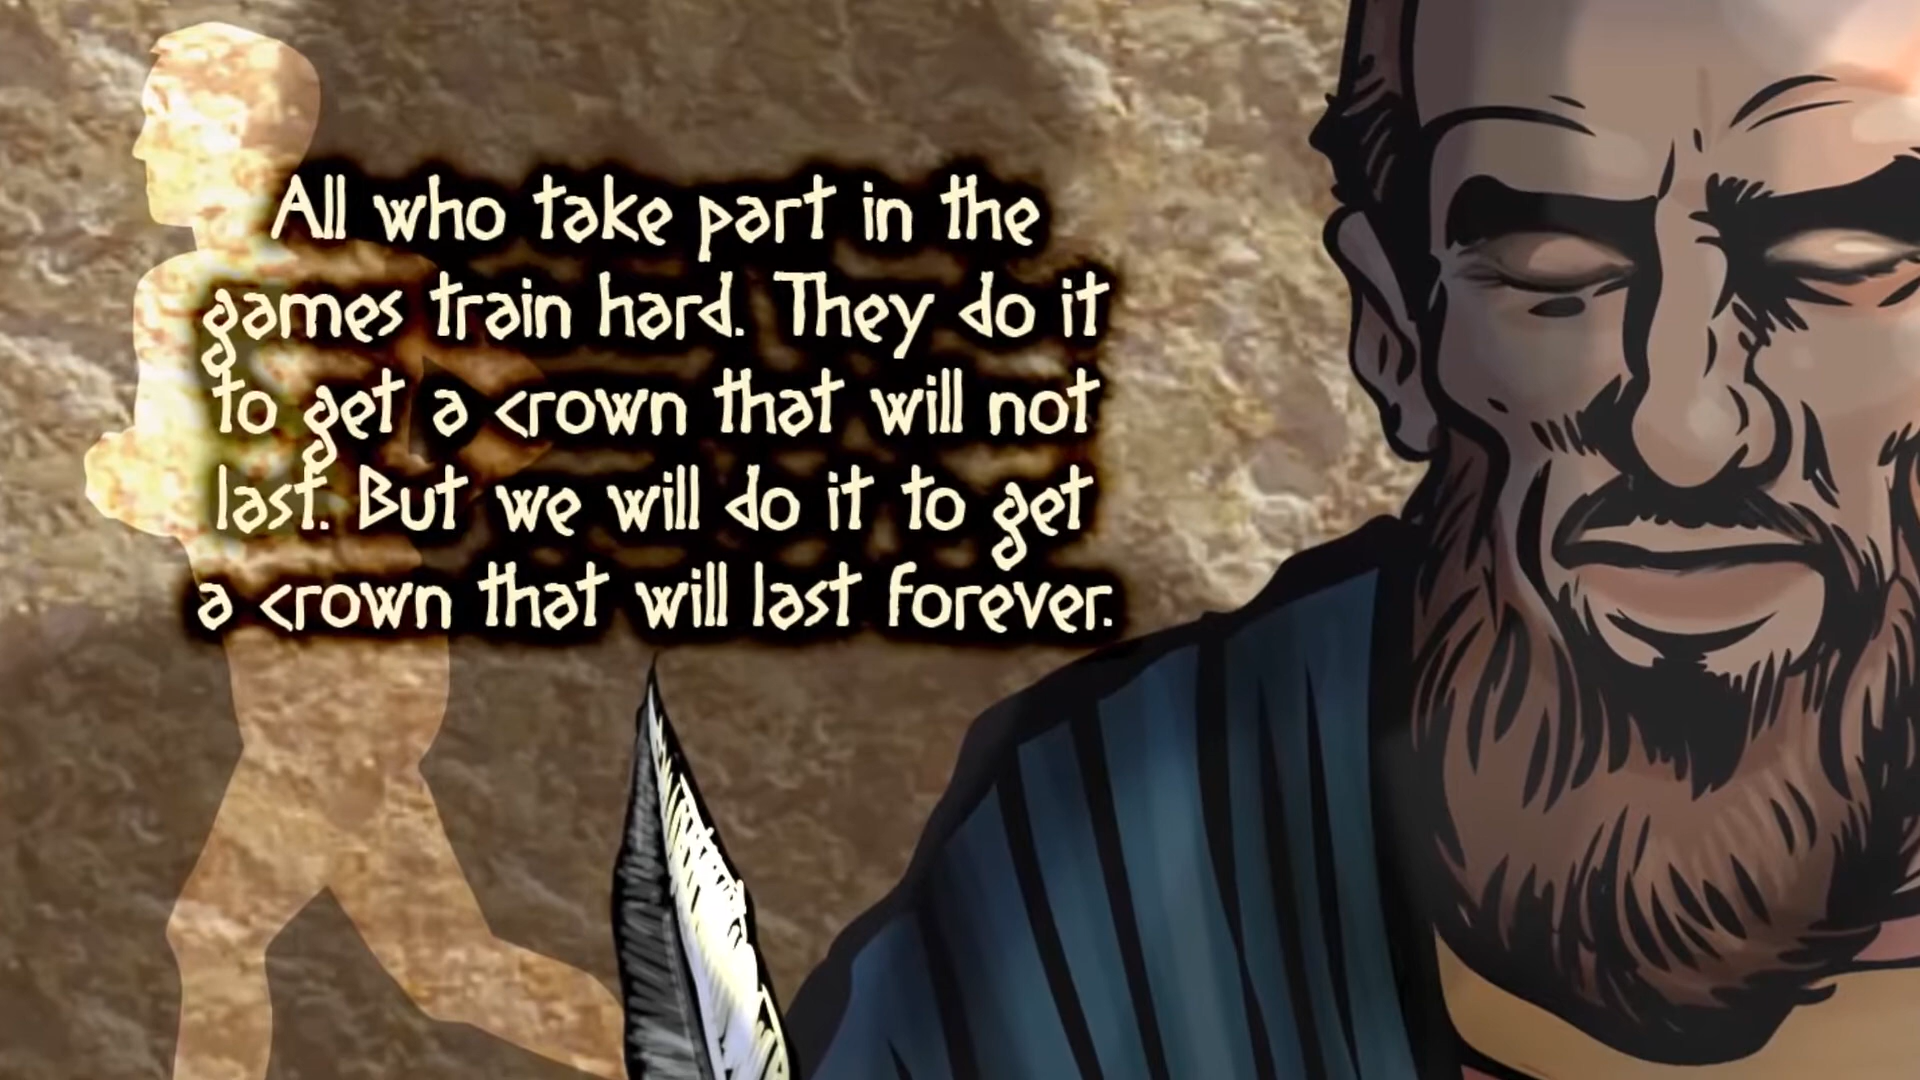 All who take part in the
games train hard. They do it
to get a crown that will not
last. But we will do it to get
a crown that will last forever.